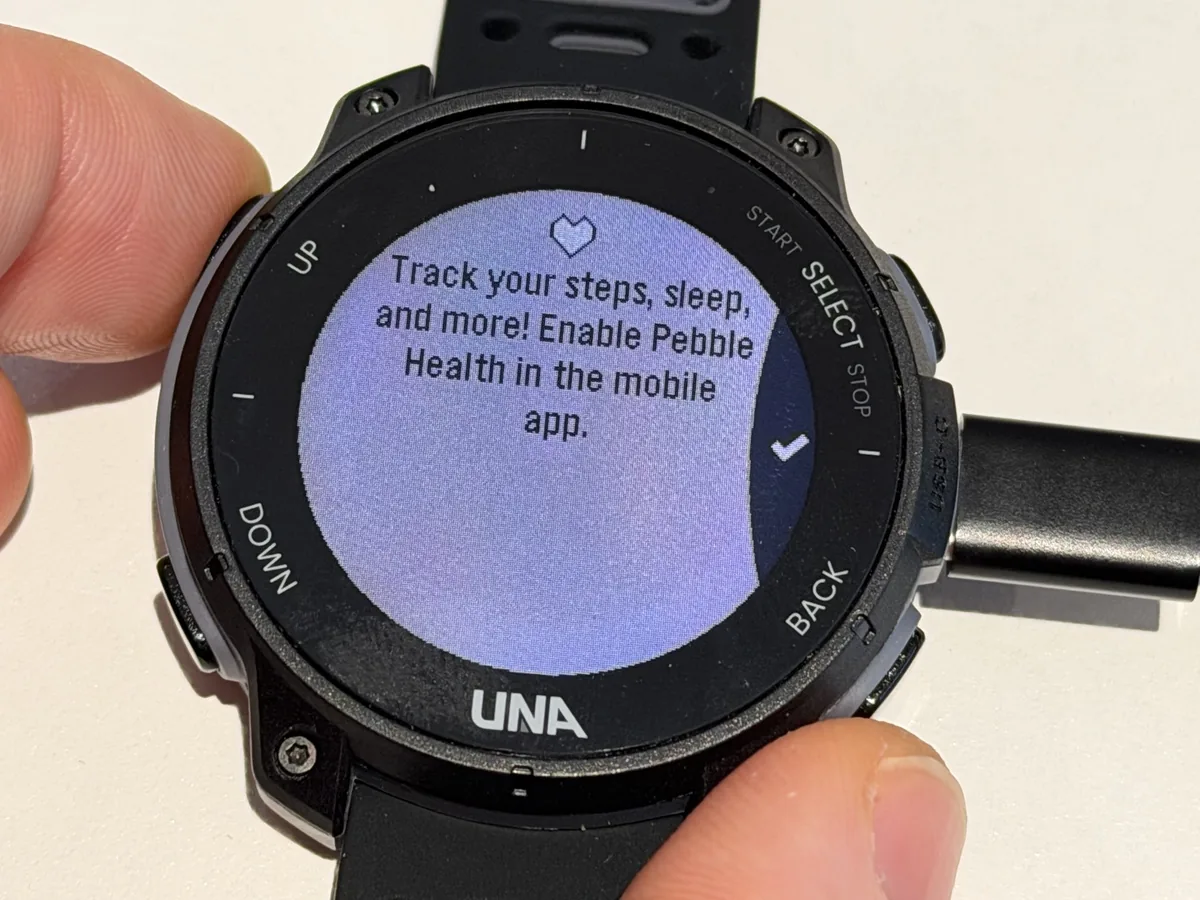 Track your steps, sleep,
and more! Enable Pebble
Health in the mobile
app.
UP
DOWN
START
SELECT
STOP
BACK
USB-C
UNA